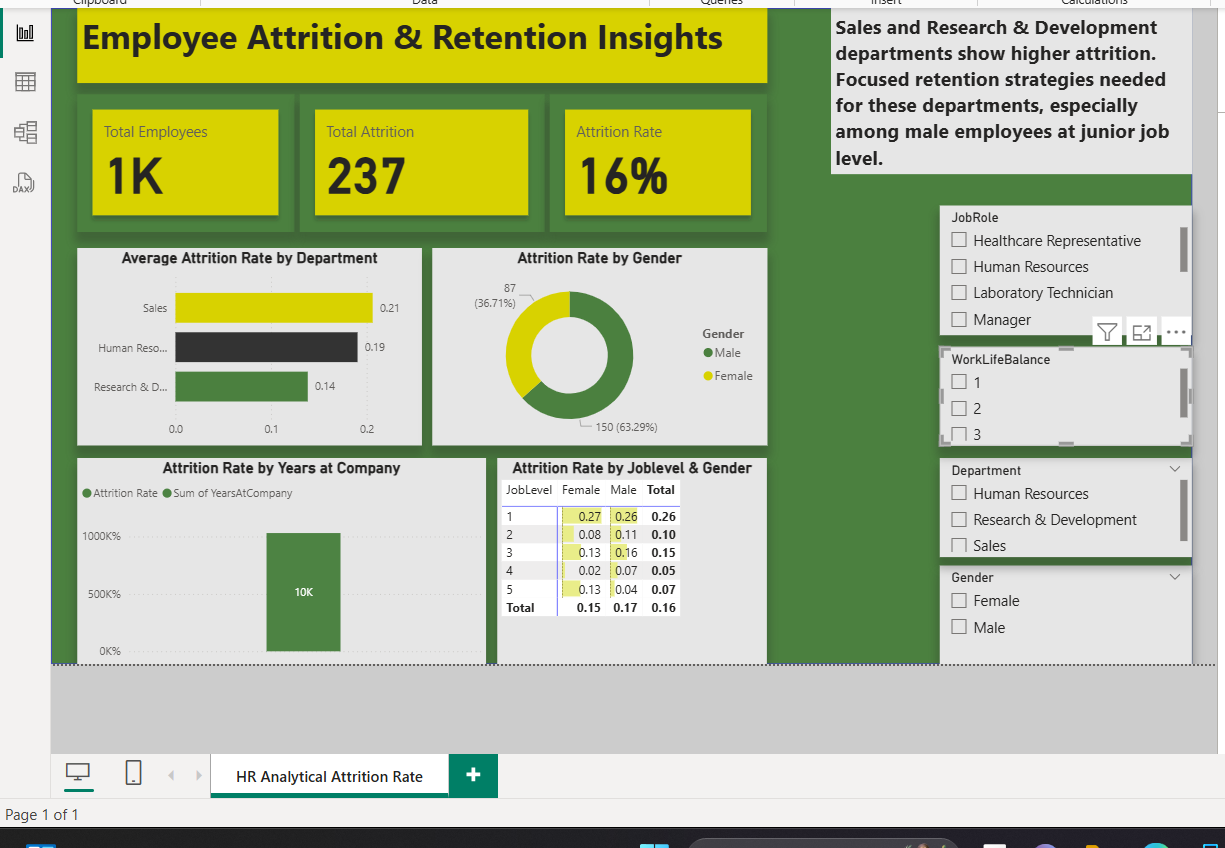 Clipboard
Data
Queries
Insert
Calculations
Employee Attrition & Retention Insights
Sales and Research & Development
departments show higher attrition.
Focused retention strategies needed
for these departments, especially
among male employees at junior job
level.
Total Employees
1K
Total Attrition
237
Attrition Rate
16%
DAX
Average Attrition Rate by Department
Sales
0.21
Human Reso...
0.19
Research & D...
0.14
0.0 0.1 0.2
Attrition Rate by Gender
87
(36.71%)
150 (63.29%)
Gender
Male
Female
Attrition Rate by Years at Company
Attrition Rate Sum of YearsAtCompany
1000K%
500K%
0K%
10K
Attrition Rate by Joblevel & Gender
JobLevel Female Male Total
1 0.27 0.26 0.26
2 0.08 0.11 0.10
3 0.13 0.16 0.15
4 0.02 0.07 0.05
5 0.13 0.04 0.07
Total 0.15 0.17 0.16
JobRole
Healthcare Representative
Human Resources
Laboratory Technician
Manager
WorkLifeBalance
1
2
3
Department
Human Resources
Research & Development
Sales
Gender
Female
Male
HR Analytical Attrition Rate
Page 1 of 1